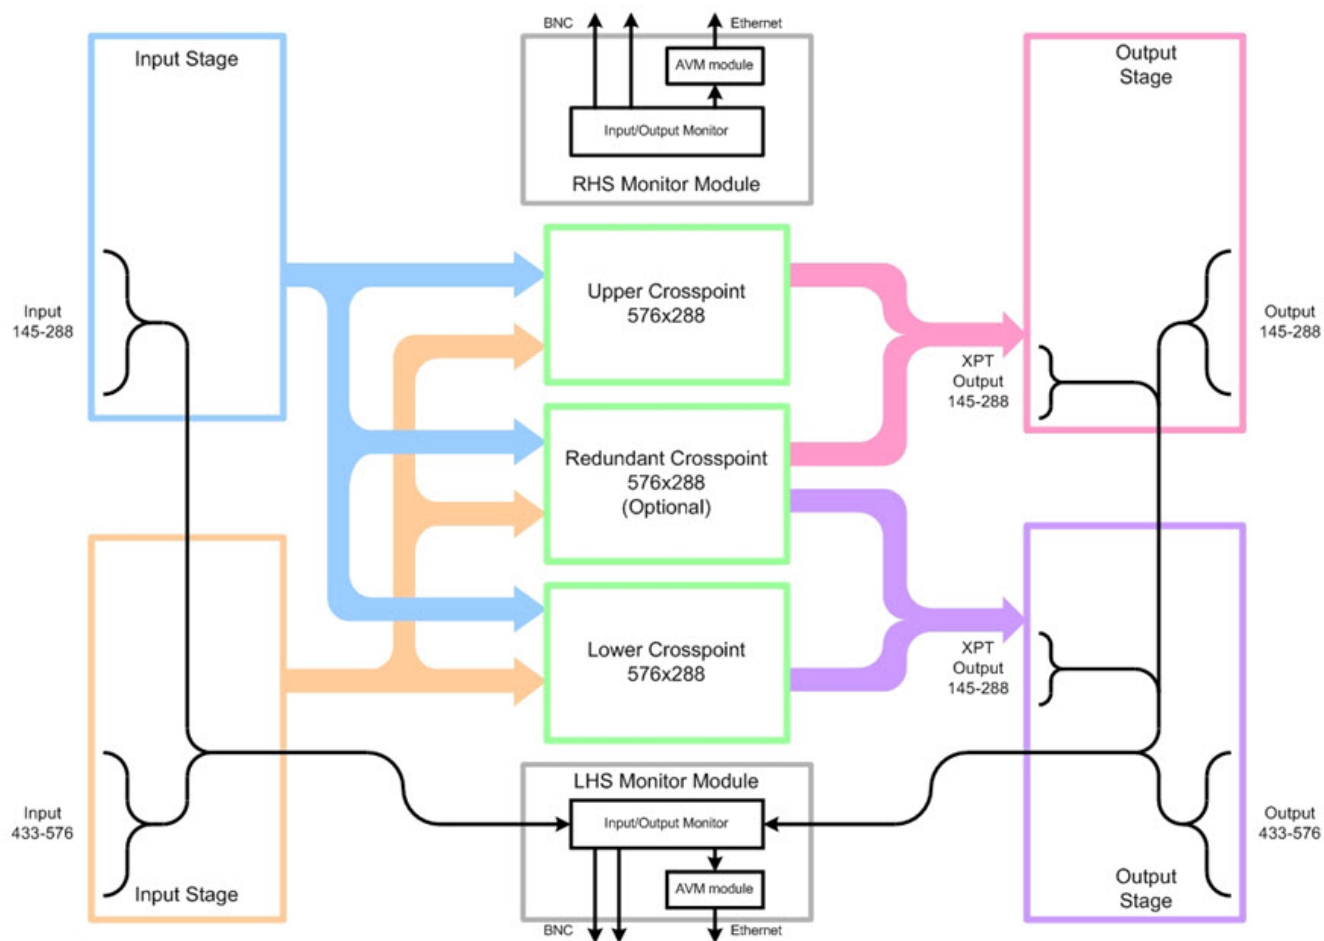 BNC
Ethernet
AVM module
Input/Output Monitor
RHS Monitor Module
Input Stage
Output
Stage
Input
145-288
Upper Crosspoint
576x288
XPT
Output
145-288
Output
145-288
Redundant Crosspoint
576x288
(Optional)
Lower Crosspoint
576x288
XPT
Output
145-288
LHS Monitor Module
Input/Output Monitor
AVM module
Input
433-576
Input Stage
Output
433-576
Output
Stage
BNC
Ethernet